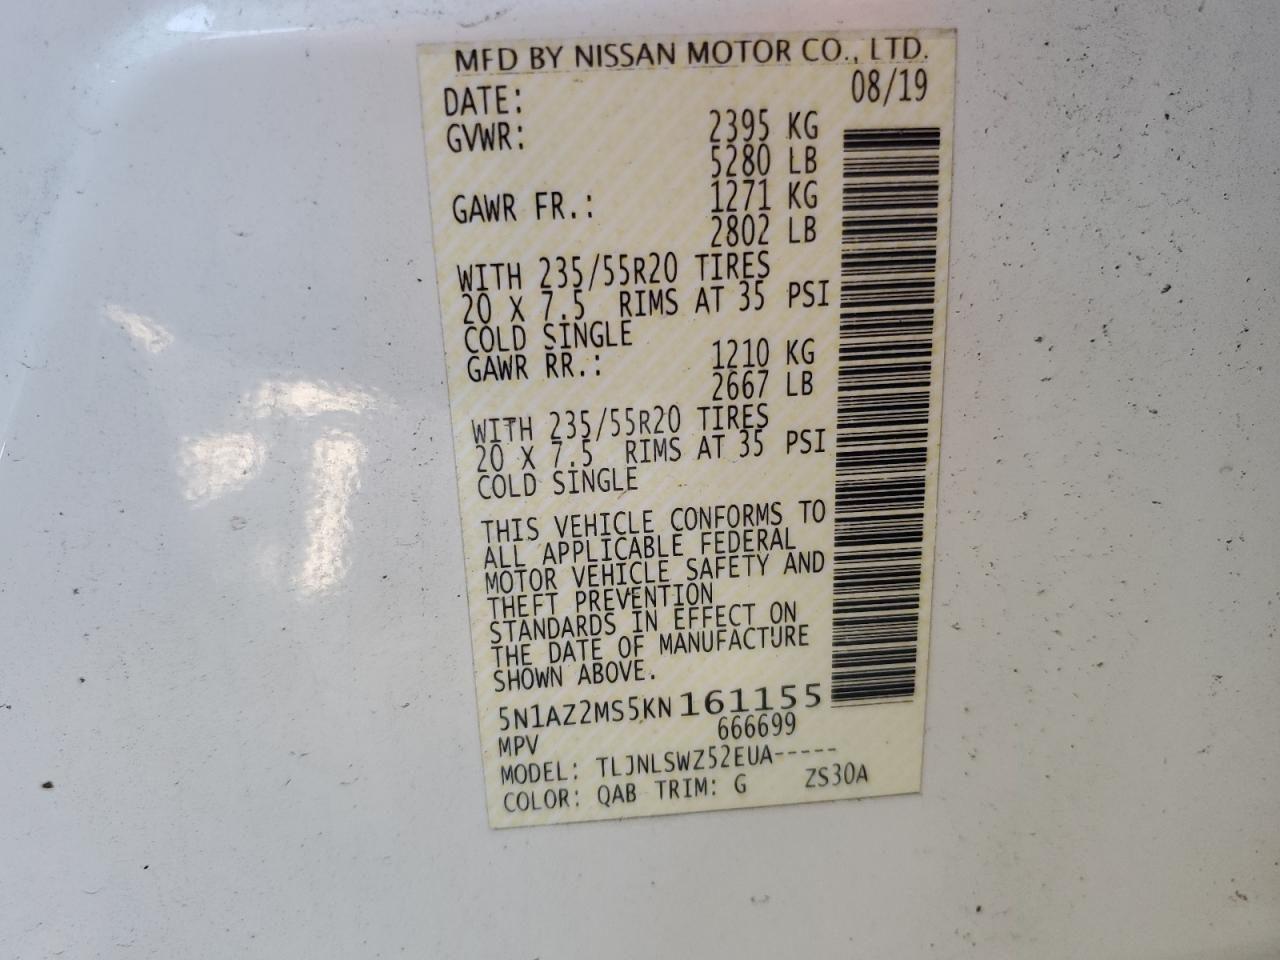 MFD BY NISSAN MOTOR CO., LTD.
DATE: 08/19
GVWR: 2395 KG
5280 LB
GAWR FR.: 1271 KG
2802 LB
WITH 235/55R20 TIRES
20 X 7.5 RIMS AT 35 PSI
COLD SINGLE
GAWR RR.: 1210 KG
2667 LB
WITH 235/55R20 TIRES
20 X 7.5 RIMS AT 35 PSI
COLD SINGLE
THIS VEHICLE CONFORMS TO
ALL APPLICABLE FEDERAL
MOTOR VEHICLE SAFETY AND
THEFT PREVENTION
STANDARDS IN EFFECT ON
THE DATE OF MANUFACTURE
SHOWN ABOVE.
5N1AZ2MS5KN161155
MPV 666699
MODEL: TLJNLSWZ52EUA-----
COLOR: QAB TRIM: G ZS30A